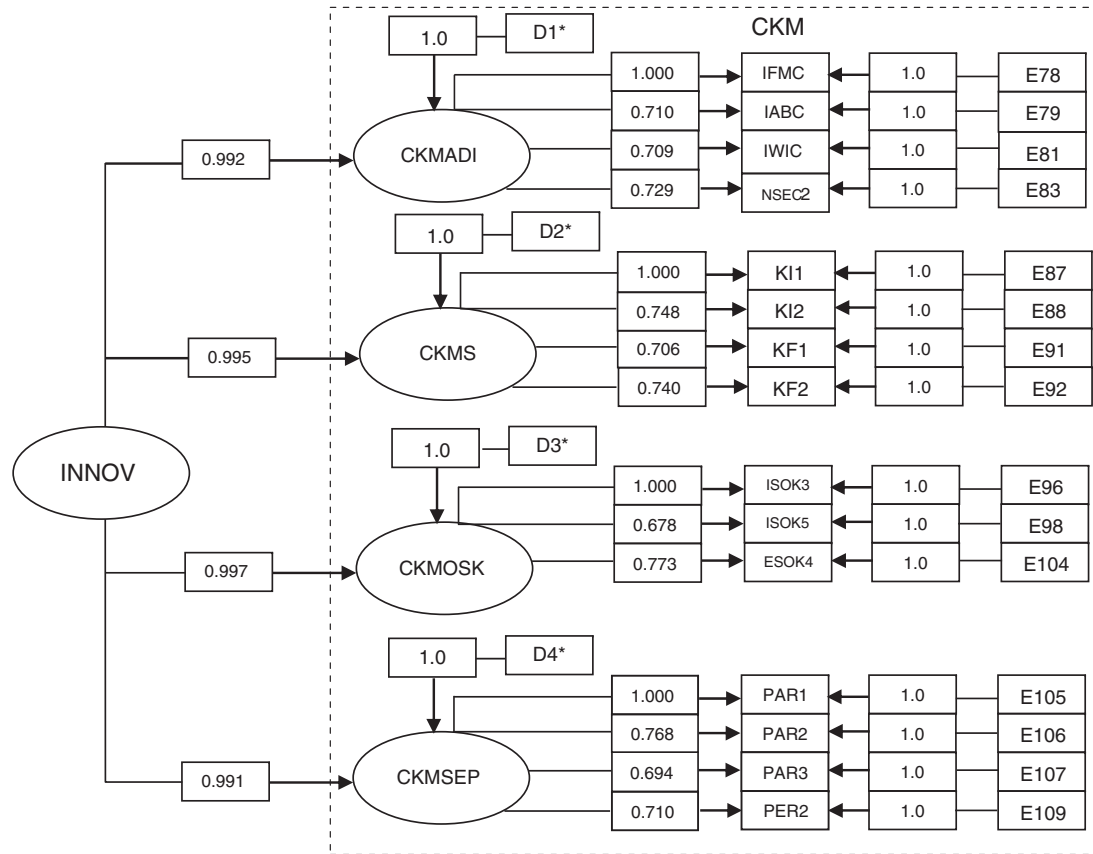 CKM
1.0 D1*
1.000 IFMC 1.0 E78
0.710 IABC 1.0 E79
0.992 CKMADI 0.709 IWIC 1.0 E81
0.729 NSEC2 1.0 E83
1.0 D2*
1.000 KI1 1.0 E87
0.748 KI2 1.0 E88
0.995 CKMS 0.706 KF1 1.0 E91
0.740 KF2 1.0 E92
INNOV
1.0 D3*
1.000 ISOK3 1.0 E96
0.678 ISOK5 1.0 E98
0.997 CKMOSK 0.773 ESOK4 1.0 E104
1.0 D4*
1.000 PAR1 1.0 E105
0.768 PAR2 1.0 E106
0.991 CKMSEP 0.694 PAR3 1.0 E107
0.710 PER2 1.0 E109